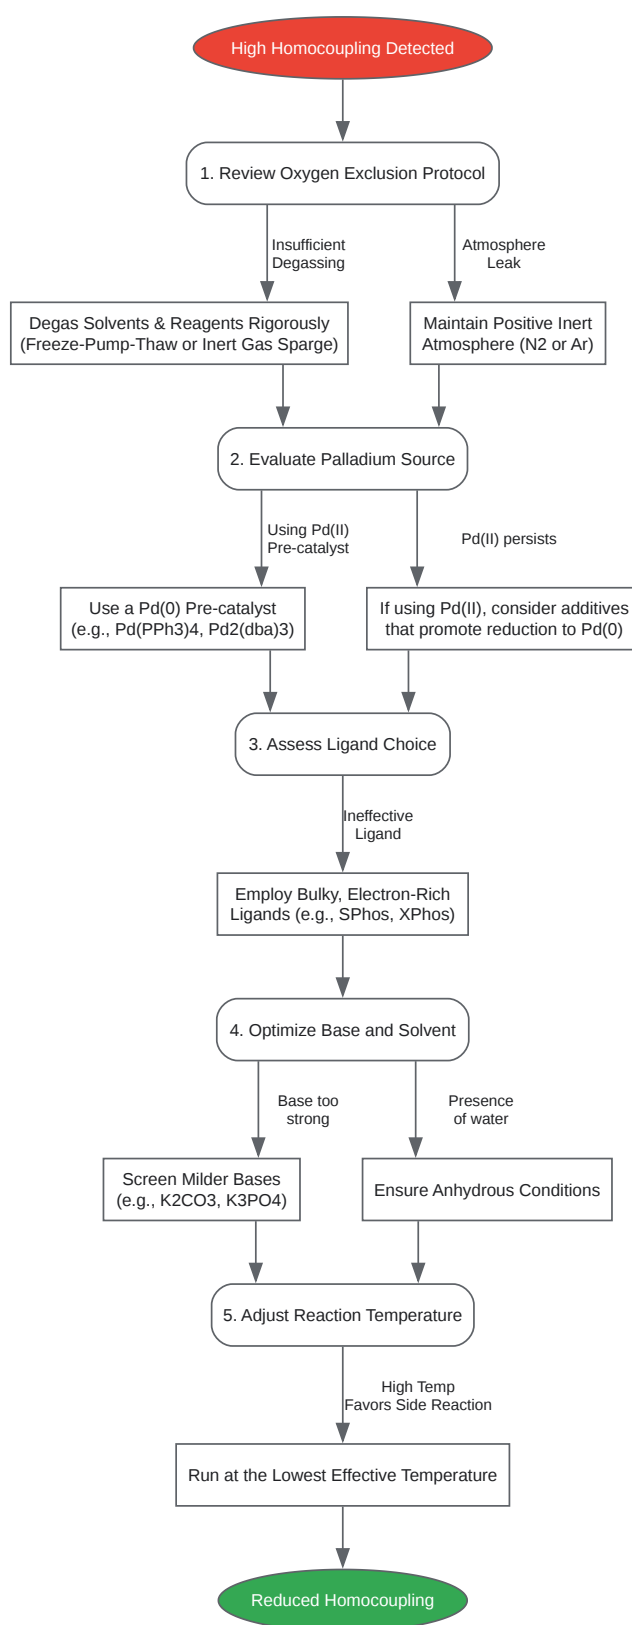 High Homocoupling Detected
1. Review Oxygen Exclusion Protocol
Insufficient
Degassing
Atmosphere
Leak
Degas Solvents & Reagents Rigorously
(Freeze-Pump-Thaw or Inert Gas Sparge)
Maintain Positive Inert
Atmosphere (N2 or Ar)
2. Evaluate Palladium Source
Using Pd(II)
Pre-catalyst
Pd(II) persists
Use a Pd(0) Pre-catalyst
(e.g., Pd(PPh3)4, Pd2(dba)3)
If using Pd(II), consider additives
that promote reduction to Pd(0)
3. Assess Ligand Choice
Ineffective
Ligand
Employ Bulky, Electron-Rich
Ligands (e.g., SPhos, XPhos)
4. Optimize Base and Solvent
Base too
strong
Presence
of water
Screen Milder Bases
(e.g., K2CO3, K3PO4)
Ensure Anhydrous Conditions
5. Adjust Reaction Temperature
High Temp
Favors Side Reaction
Run at the Lowest Effective Temperature
Reduced Homocoupling